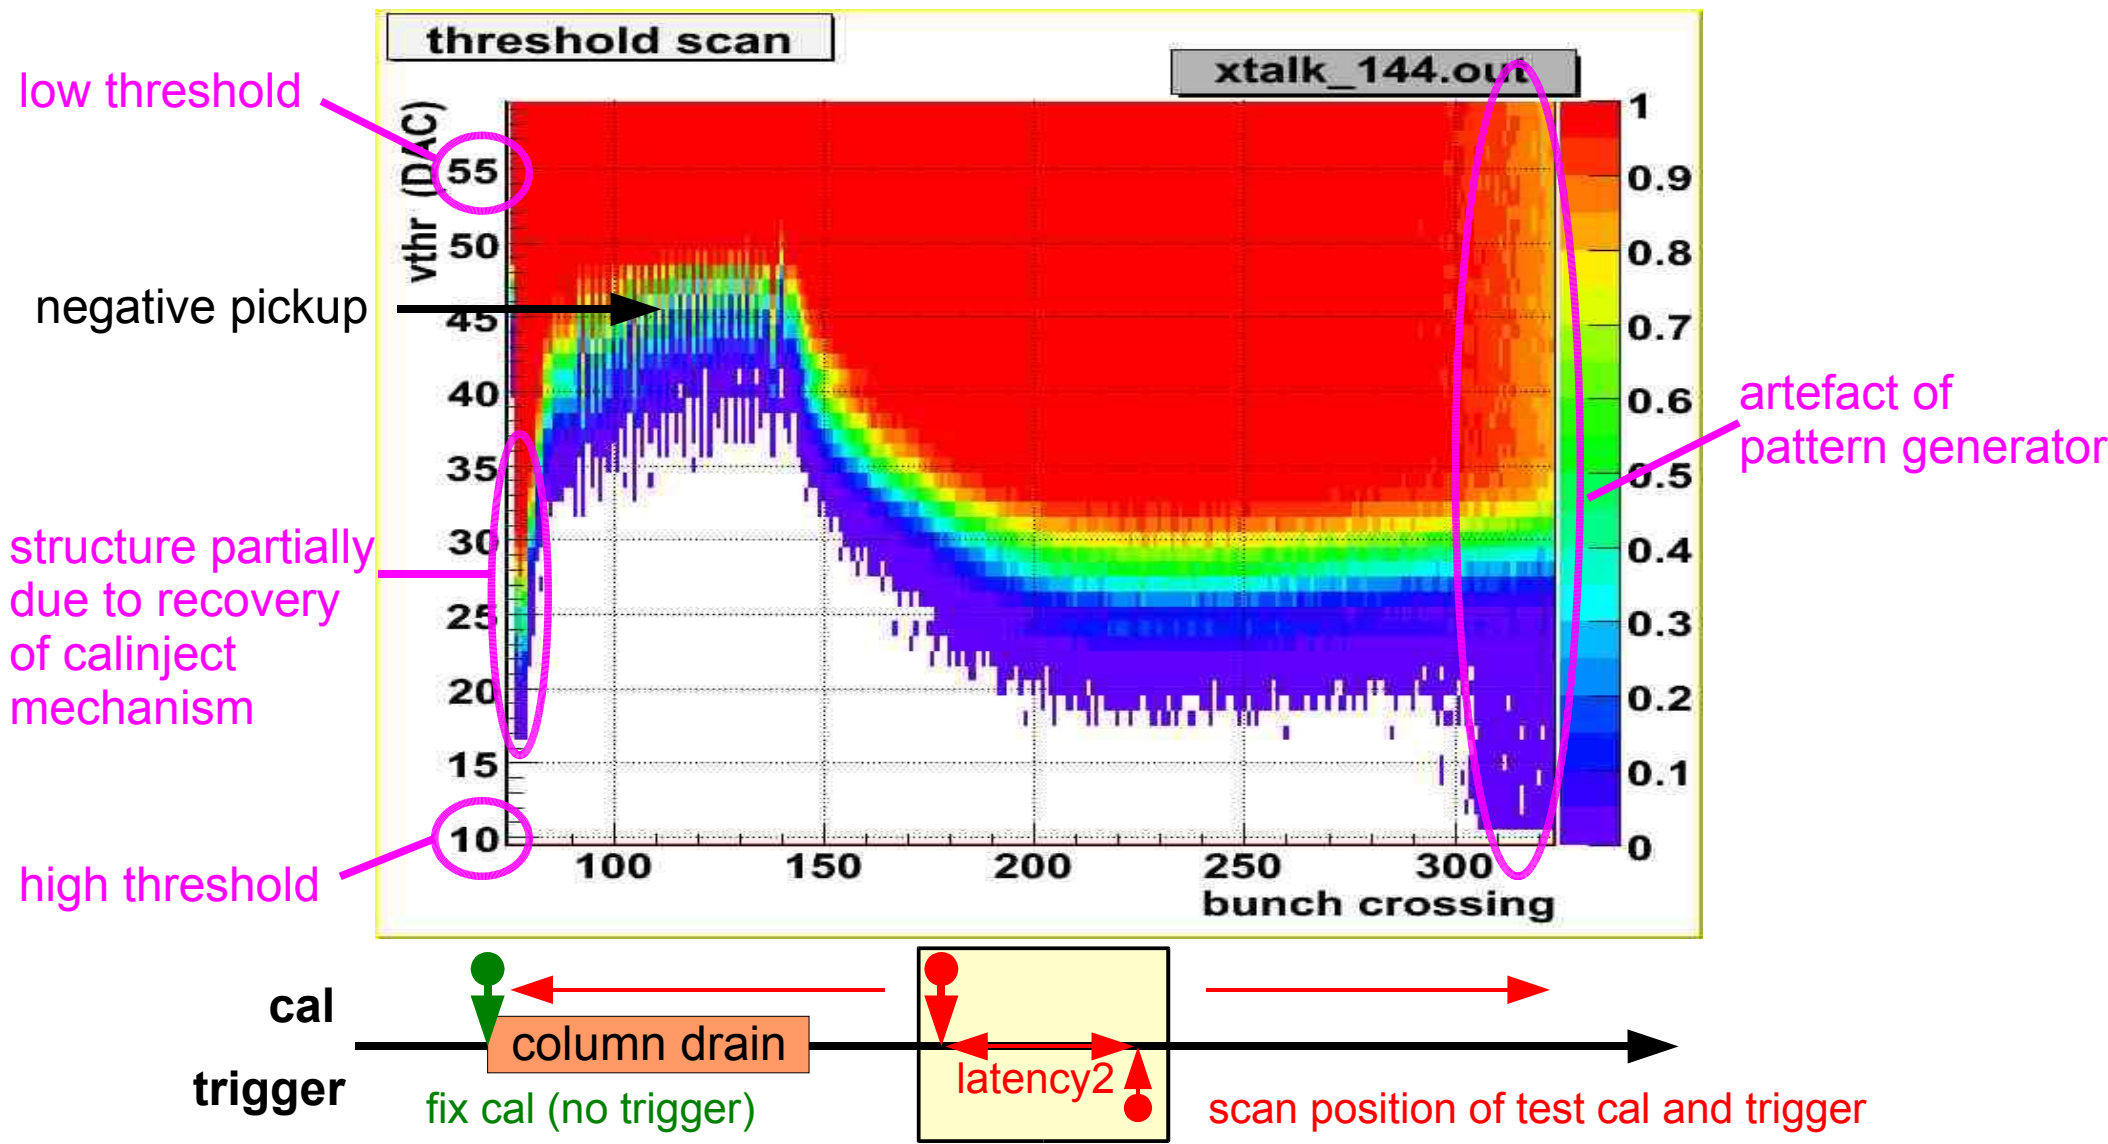 threshold scan
xtalk_144.out
low threshold
vthr (DAC)
55
50
45
40
35
30
25
20
15
10
negative pickup
structure partially
due to recovery
of calinject
mechanism
high threshold
1
0.9
0.8
0.7
0.6
0.5
0.4
0.3
0.2
0.1
0
artefact of
pattern generator
100 150 200 250 300
bunch crossing
cal
column drain
trigger
latency2
fix cal (no trigger)
scan position of test cal and trigger